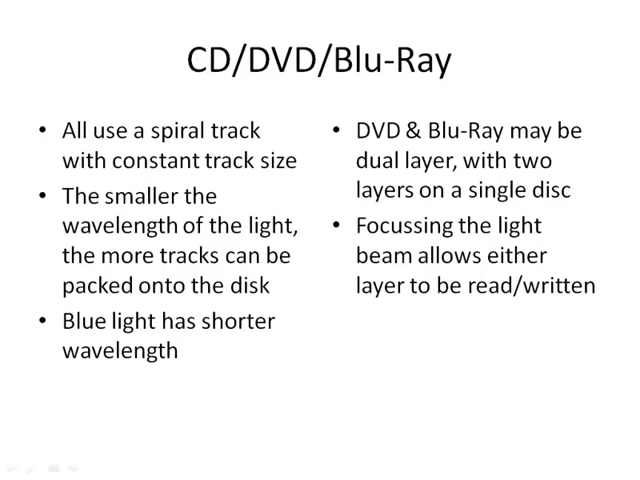 CD/DVD/Blu-Ray
• All use a spiral track
with constant track size
• The smaller the
wavelength of the light,
the more tracks can be
packed onto the disk
• Blue light has shorter
wavelength
• DVD & Blu-Ray may be
dual layer, with two
layers on a single disc
• Focussing the light
beam allows either
layer to be read/written